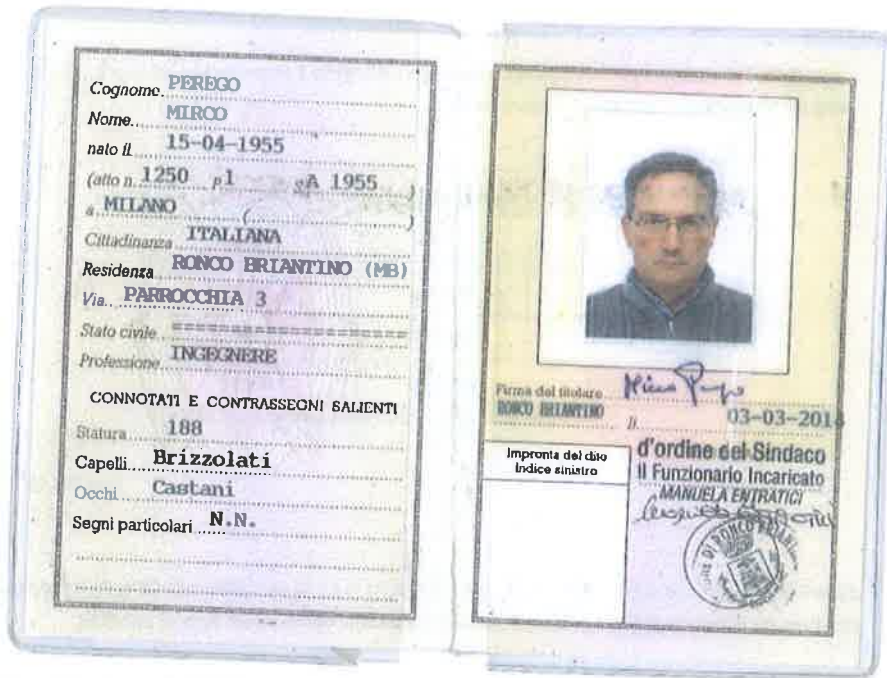 Cognome PEREGO
Nome MIRCO
nato il 15-04-1955
(atto n. 1250 P 1 S A 1955 )
a MILANO ( )
Cittadinanza ITALIANA
Residenza RONCO BRIANTINO (MB)
Via PARROCCHIA 3
Stato civile ====================
Professione INGEGNERE
CONNOTATI E CONTRASSEGNI SALIENTI
Statura 188
Capelli Brizzolati
Occhi Castani
Segni particolari N.N.
Firma del titolare
RONCO BRIANTINO li 03-03-2014
Impronta del dito
indice sinistro
d'ordine del Sindaco
Il Funzionario Incaricato
MANUELA ENTRATICI